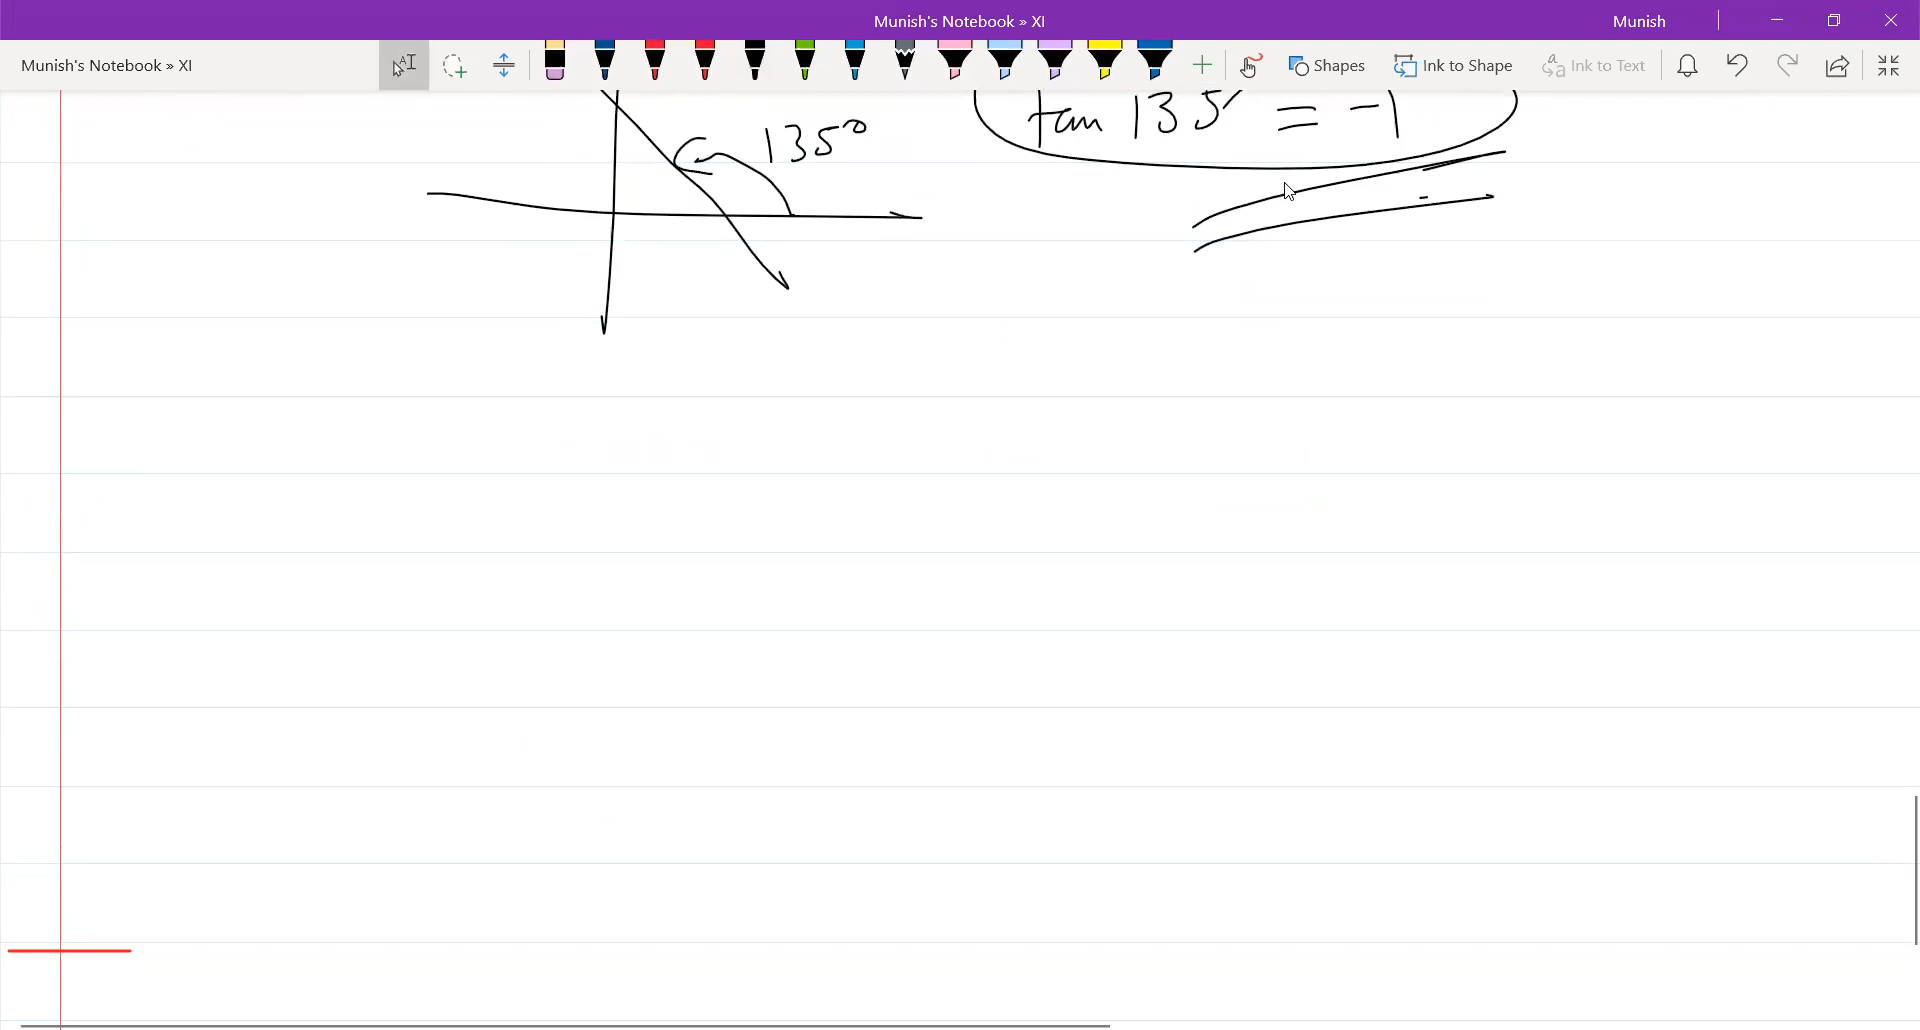 Munish's Notebook » XI
Munish
Munish's Notebook » XI
Shapes
Ink to Shape
Ink to Text
tan 135° = -1
135°